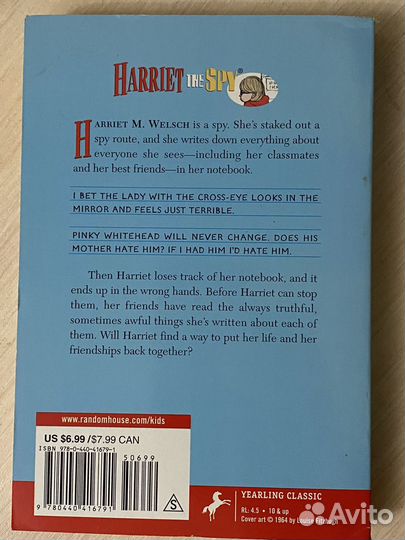 HARRIET THE SPY®
HARRIET M. WELSCH is a spy. She's staked out a
spy route, and she writes down everything about
everyone she sees—including her classmates
and her best friends—in her notebook.
I BET THE LADY WITH THE CROSS-EYE LOOKS IN THE
MIRROR AND FEELS JUST TERRIBLE.
PINKY WHITEHEAD WILL NEVER CHANGE. DOES HIS
MOTHER HATE HIM? IF I HAD HIM I'D HATE HIM.
Then Harriet loses track of her notebook, and it
ends up in the wrong hands. Before Harriet can stop
them, her friends have read the always truthful,
sometimes awful things she's written about each of
them. Will Harriet find a way to put her life and her
friendships back together?
www.randomhouse.com/kids
US $6.99/$7.99 CAN
ISBN 978-0-440-41679-1
50699
9 780440 416791
S
YEARLING CLASSIC
RL: 4.5 • 10 & up
Cover art © 1964 by Louise Fitzhugh
Avito